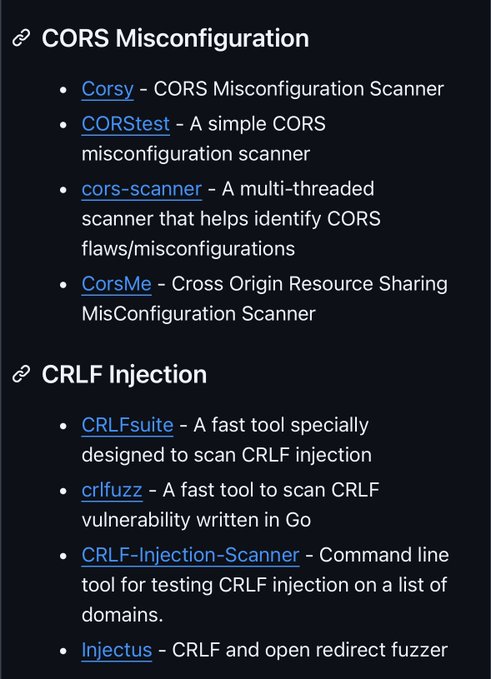 CORS Misconfiguration
• Corsy - CORS Misconfiguration Scanner
• CORStest - A simple CORS
misconfiguration scanner
• cors-scanner - A multi-threaded
scanner that helps identify CORS
flaws/misconfigurations
• CorsMe - Cross Origin Resource Sharing
MisConfiguration Scanner
CRLF Injection
• CRLFsuite - A fast tool specially
designed to scan CRLF injection
• crlfuzz - A fast tool to scan CRLF
vulnerability written in Go
• CRLF-Injection-Scanner - Command line
tool for testing CRLF injection on a list of
domains.
• Injectus - CRLF and open redirect fuzzer